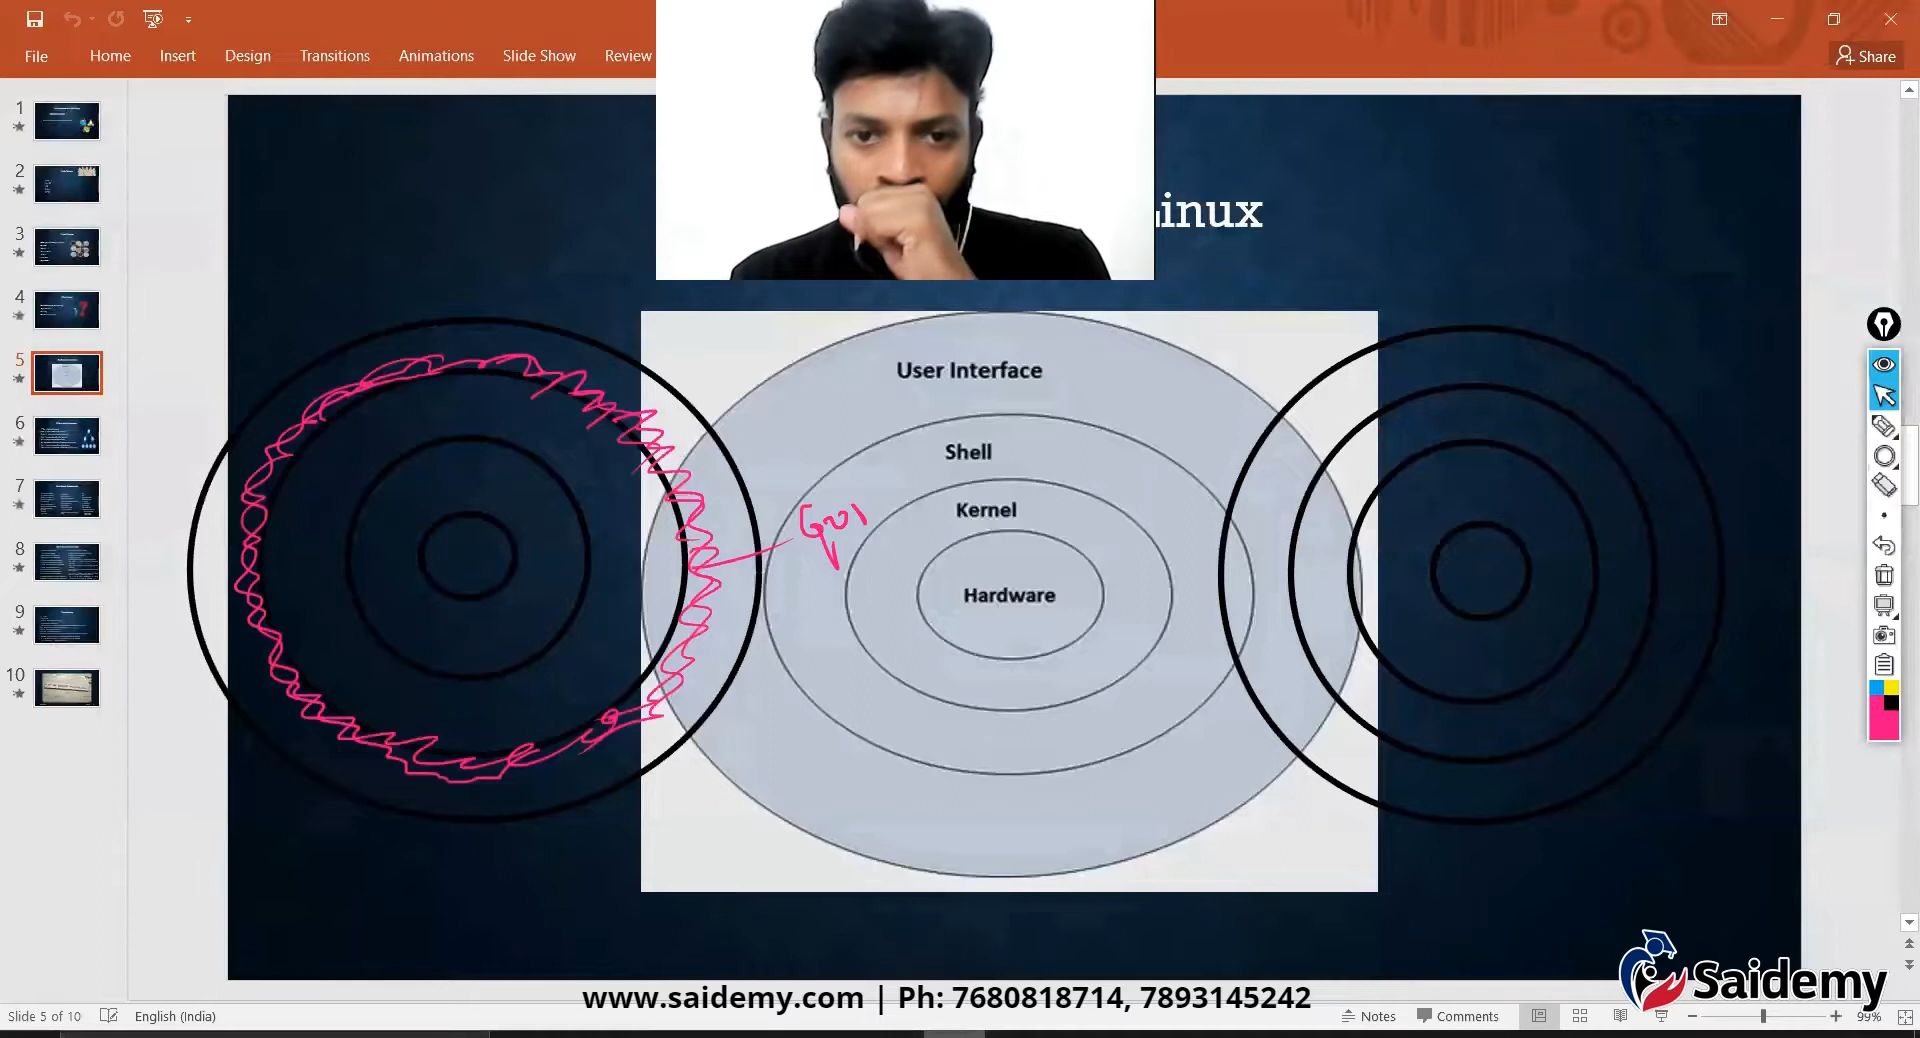 File Home Insert Design Transitions Animations Slide Show Review
Share
1
2
3
4
5
6
7
8
9
10
inux
User Interface
Shell
Kernel
Hardware
GUI
Saidemy
www.saidemy.com | Ph: 7680818714, 7893145242
Slide 5 of 10 English (India) Notes Comments 99%